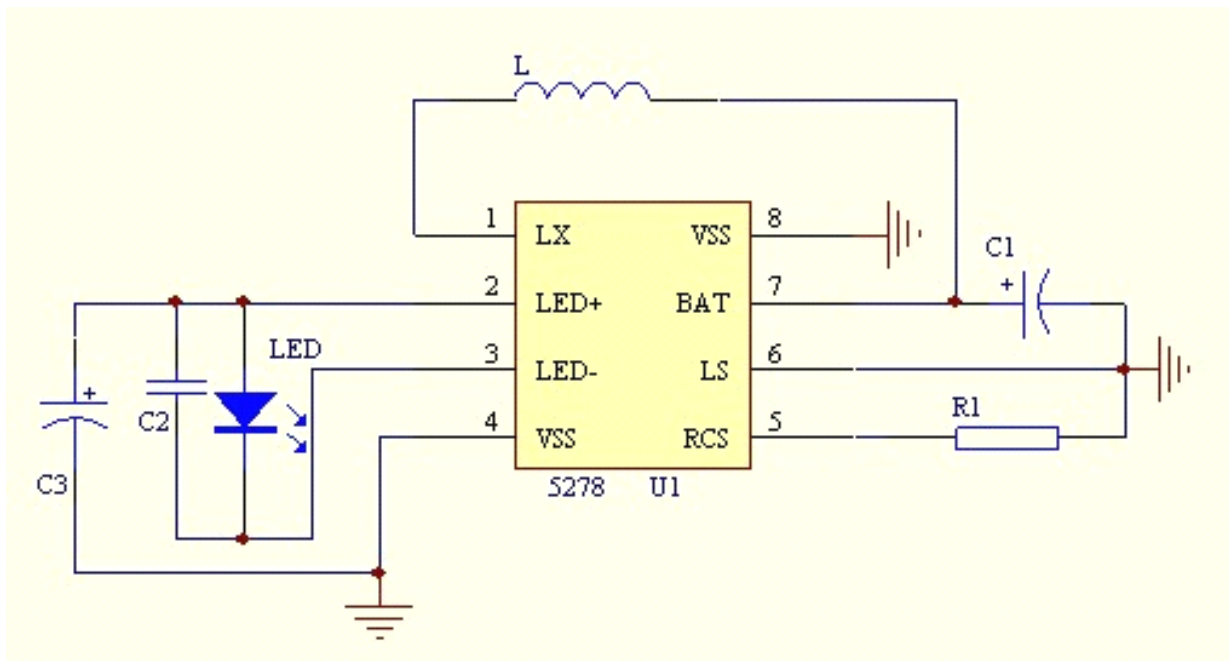 L
1 LX VSS 8
C1
+
2 LED+ BAT 7
LED
3 LED- LS 6
+
C2
R1
4 VSS RCS 5
C3
5278 U1